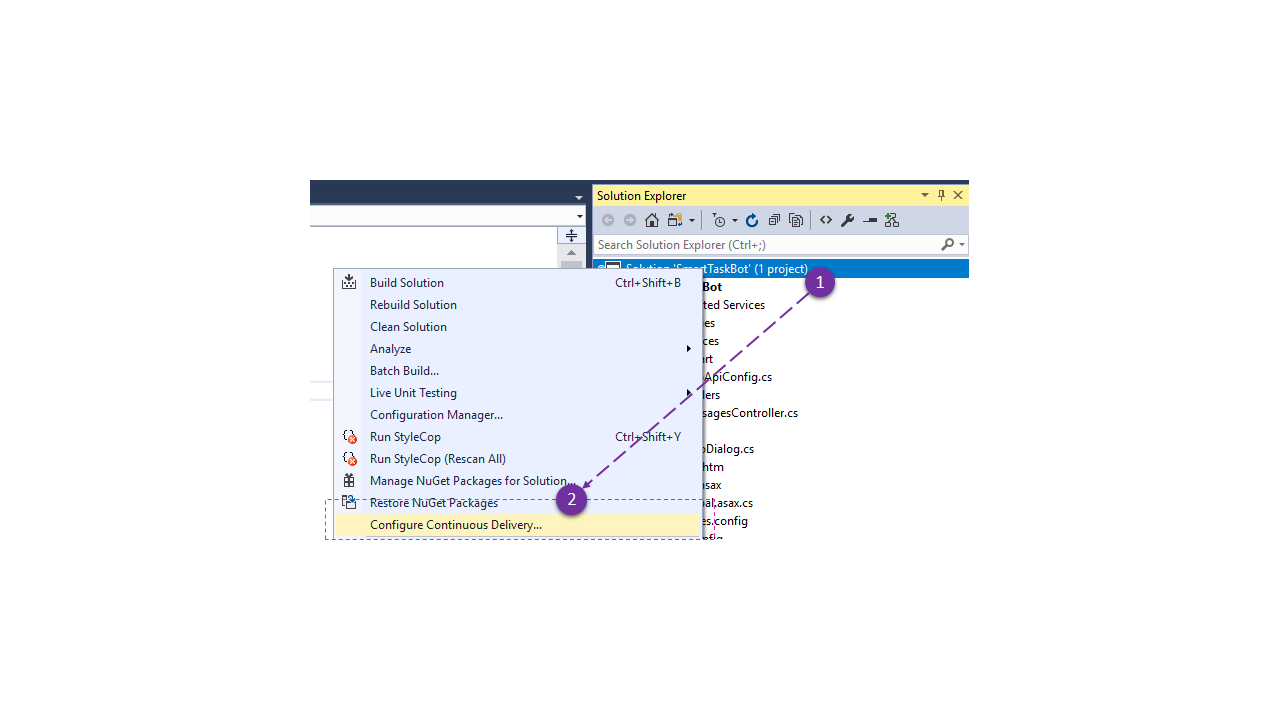 Solution Explorer
Search Solution Explorer (Ctrl+;)
Solution 'SmartTaskBot' (1 project)
1
Build Solution Ctrl+Shift+B
Bot
Rebuild Solution
ted Services
Clean Solution
es
Analyze
ces
art
Batch Build...
ApiConfig.cs
Live Unit Testing
lers
Configuration Manager...
sagesController.cs
Run StyleCop Ctrl+Shift+Y
Dialog.cs
Run StyleCop (Rescan All)
htm
Manage NuGet Packages for Solution...
asax
2
Restore NuGet Packages
bal.asax.cs
Configure Continuous Delivery...
es.config